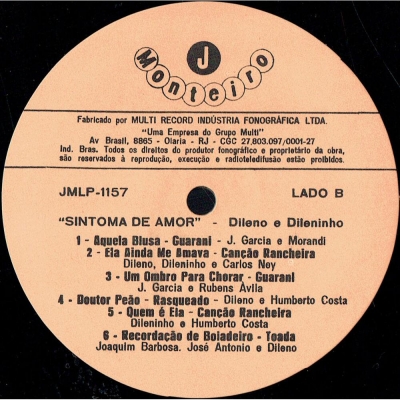 J
Monteiro
Fabricado por MULTI RECORD INDÚSTRIA FONOGRÁFICA LTDA.
"Uma Empresa do Grupo Multi"
Av Brasil, 8865 - Olaria - RJ - CGC 27.803.097/0001-27
Ind. Bras. Todos os direitos do produtor fonográfico e proprietário da obra,
são reservados à reprodução, execução e radioteledifusão estão proibidos.
JMLP-1157 LADO B
"SINTOMA DE AMOR" - Dileno e Dileninho
1 - Aquela Blusa - Guarani - J. Garcia e Morandi
2 - Ela Ainda Me Amava - Canção Rancheira
Dileno, Dileninho e Carlos Ney
3 - Um Ombro Para Chorar - Guarani
J. Garcia e Rubens Avila
4 - Doutor Peão - Rasqueado - Dileno e Humberto Costa
5 - Quem é Ela - Canção Rancheira
Dileninho e Humberto Costa
6 - Recordação de Boiadeiro - Toada
Joaquim Barbosa. José Antonio e Dileno